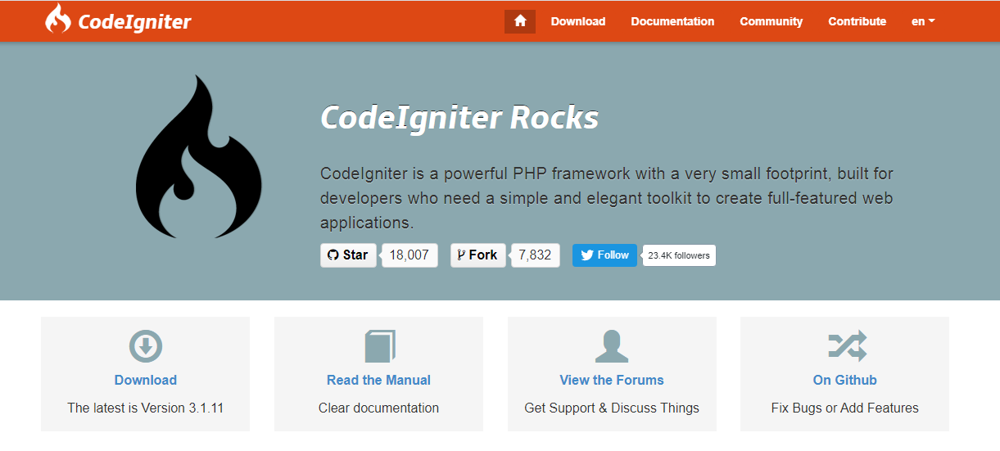 CodeIgniter
Download
Documentation
Community
Contribute
en
CodeIgniter Rocks
CodeIgniter is a powerful PHP framework with a very small footprint, built for
developers who need a simple and elegant toolkit to create full-featured web
applications.
Star
18,007
Fork
7,832
Follow
23.4K followers
Download
The latest is Version 3.1.11
Read the Manual
Clear documentation
View the Forums
Get Support & Discuss Things
On Github
Fix Bugs or Add Features